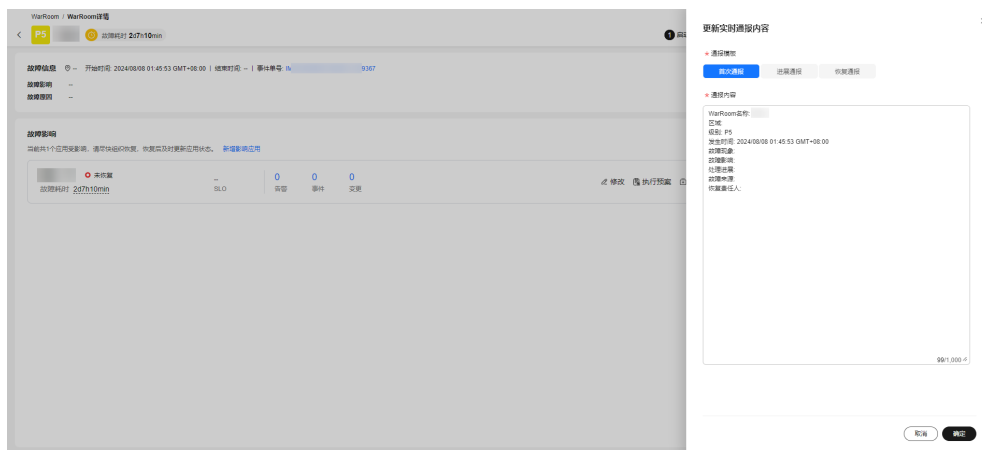 WarRoom / WarRoom详情
P5 故障耗时 2d7h10min
1 启动
故障信息 – 开始时间: 2024/08/08 01:45:53 GMT+08:00 | 结束时间: – | 事件单号: 9367
故障影响 –
故障原因 –
故障影响
当前共1个应用受影响，请尽快组织恢复，恢复后及时更新应用状态。 新增影响应用
未恢复
故障耗时 2d7h10min
– SLO
0 告警
0 事件
0 变更
修改 执行预案
更新实时通报内容
* 通报模板
首次通报 进展通报 恢复通报
* 通报内容
WarRoom名称:
区域:
级别: P5
发生时间: 2024/08/08 01:45:53 GMT+08:00
故障现象:
故障影响:
处理进展:
故障来源:
恢复责任人:
99/1,000
取消 确定